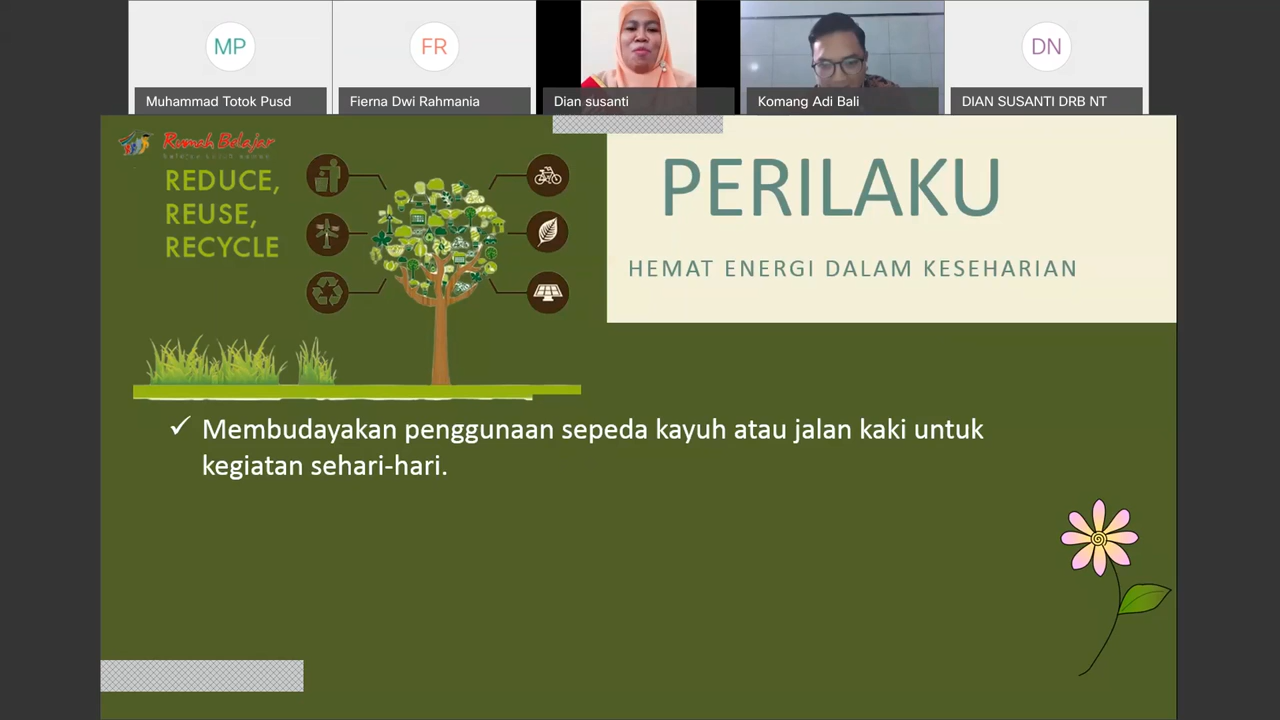 MP
FR
DN
Muhammad Totok Pusd
Fierna Dwi Rahmania
Dian susanti
Komang Adi Bali
DIAN SUSANTI DRB NT
Rumah Belajar
REDUCE,
REUSE,
RECYCLE
PERILAKU
HEMAT ENERGI DALAM KESEHARIAN
✓ Membudayakan penggunaan sepeda kayuh atau jalan kaki untuk
kegiatan sehari-hari.